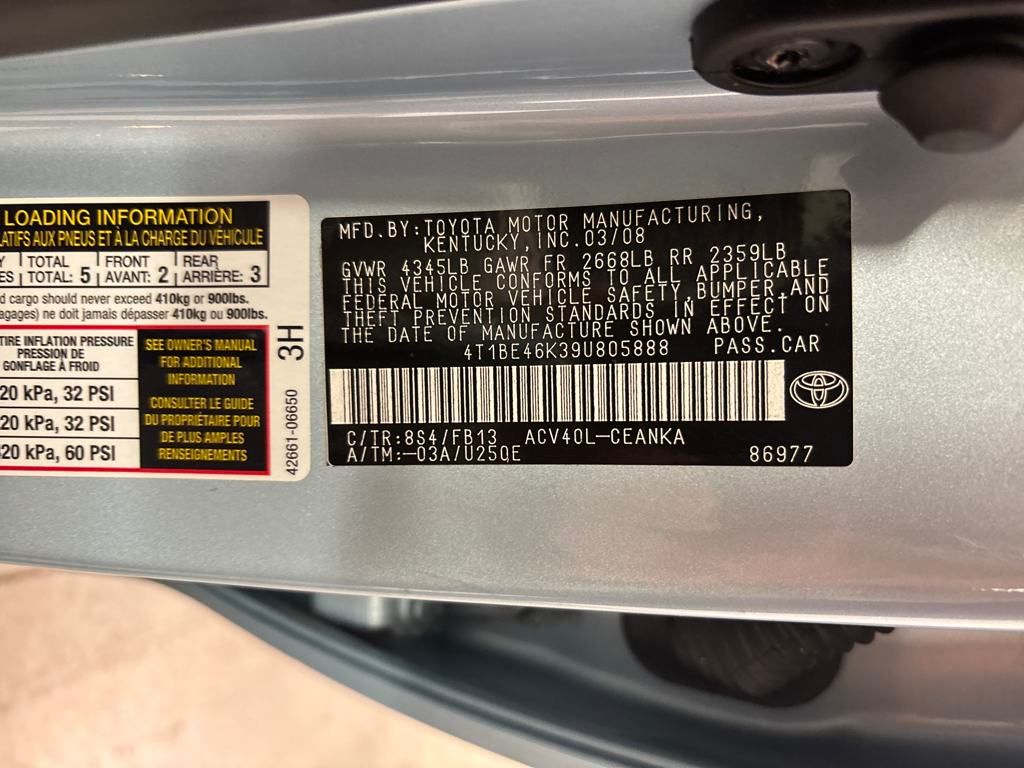 LOADING INFORMATION
LATIFS AUX PNEUS ET À LA CHARGE DU VÉHICULE
TOTAL FRONT REAR
TOTAL: 5 AVANT: 2 ARRIÈRE: 3
cargo should never exceed 410kg or 900lbs.
agages) ne doit jamais dépasser 410kg ou 900lbs.
TIRE INFLATION PRESSURE
PRESSION DE
GONFLAGE À FROID
20 kPa, 32 PSI
20 kPa, 32 PSI
20 kPa, 60 PSI
SEE OWNER'S MANUAL
FOR ADDITIONAL
INFORMATION
CONSULTER LE GUIDE
DU PROPRIÉTAIRE POUR
DE PLUS AMPLES
RENSEIGNEMENTS
3H
42661-06650
MFD.BY:TOYOTA MOTOR MANUFACTURING,
KENTUCKY,INC.03/08
GVWR 4345LB GAWR FR 2668LB RR 2359LB
THIS VEHICLE CONFORMS TO ALL APPLICABLE
FEDERAL MOTOR VEHICLE SAFETY,BUMPER,AND
THEFT PREVENTION STANDARDS IN EFFECT ON
THE DATE OF MANUFACTURE SHOWN ABOVE.
4T1BE46K39U805888 PASS.CAR
C/TR:8S4/FB13 ACV40L-CEANKA
A/TM:-03A/U250E 86977